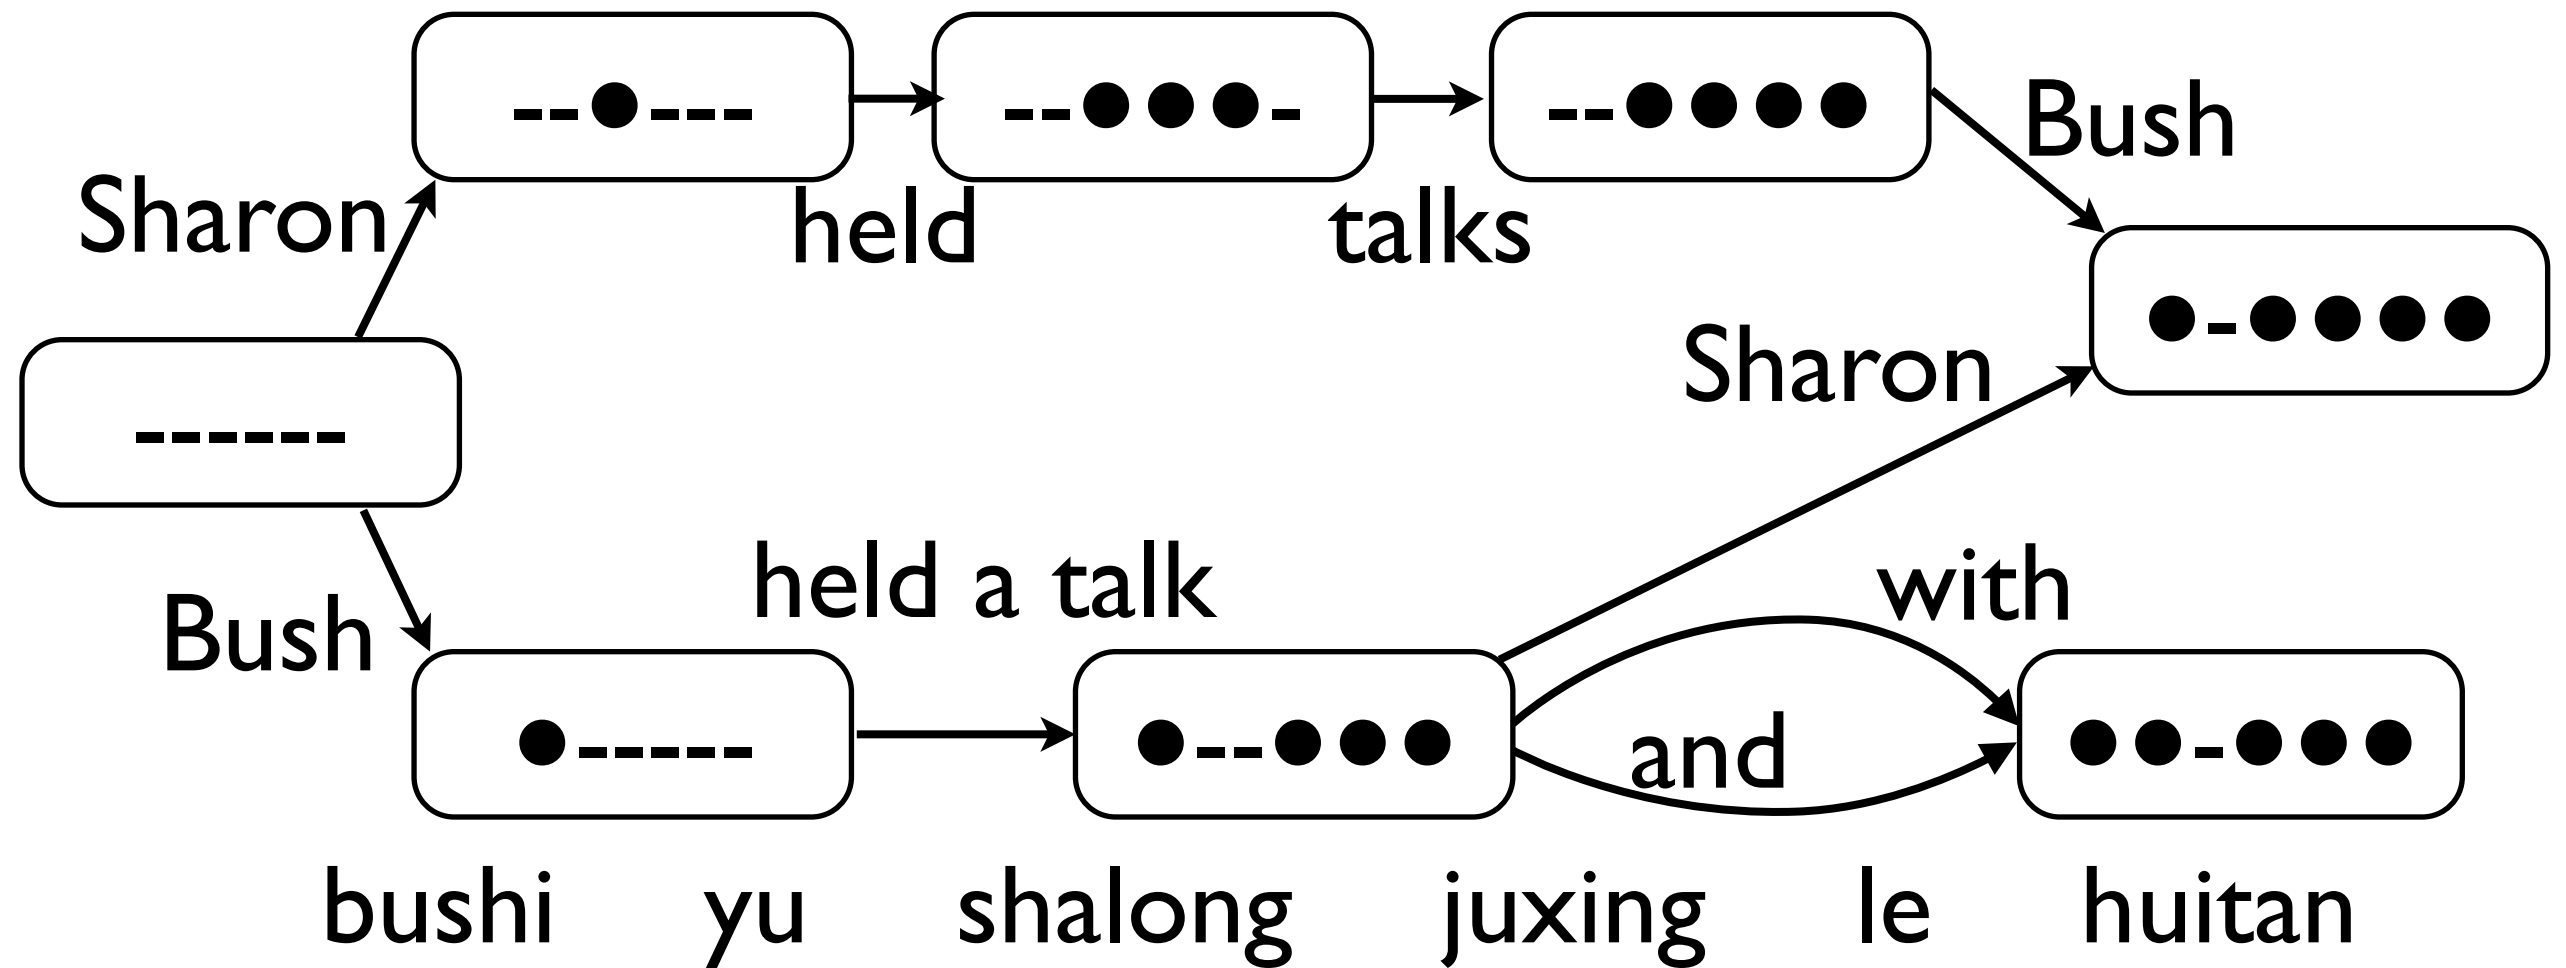 --●---
--●●●-
--●●●●
Bush
Sharon
held
talks
●-●●●●
Sharon
------
held a talk
with
Bush
●-----
●--●●●
and
●●-●●●
bushi yu shalong juxing le huitan